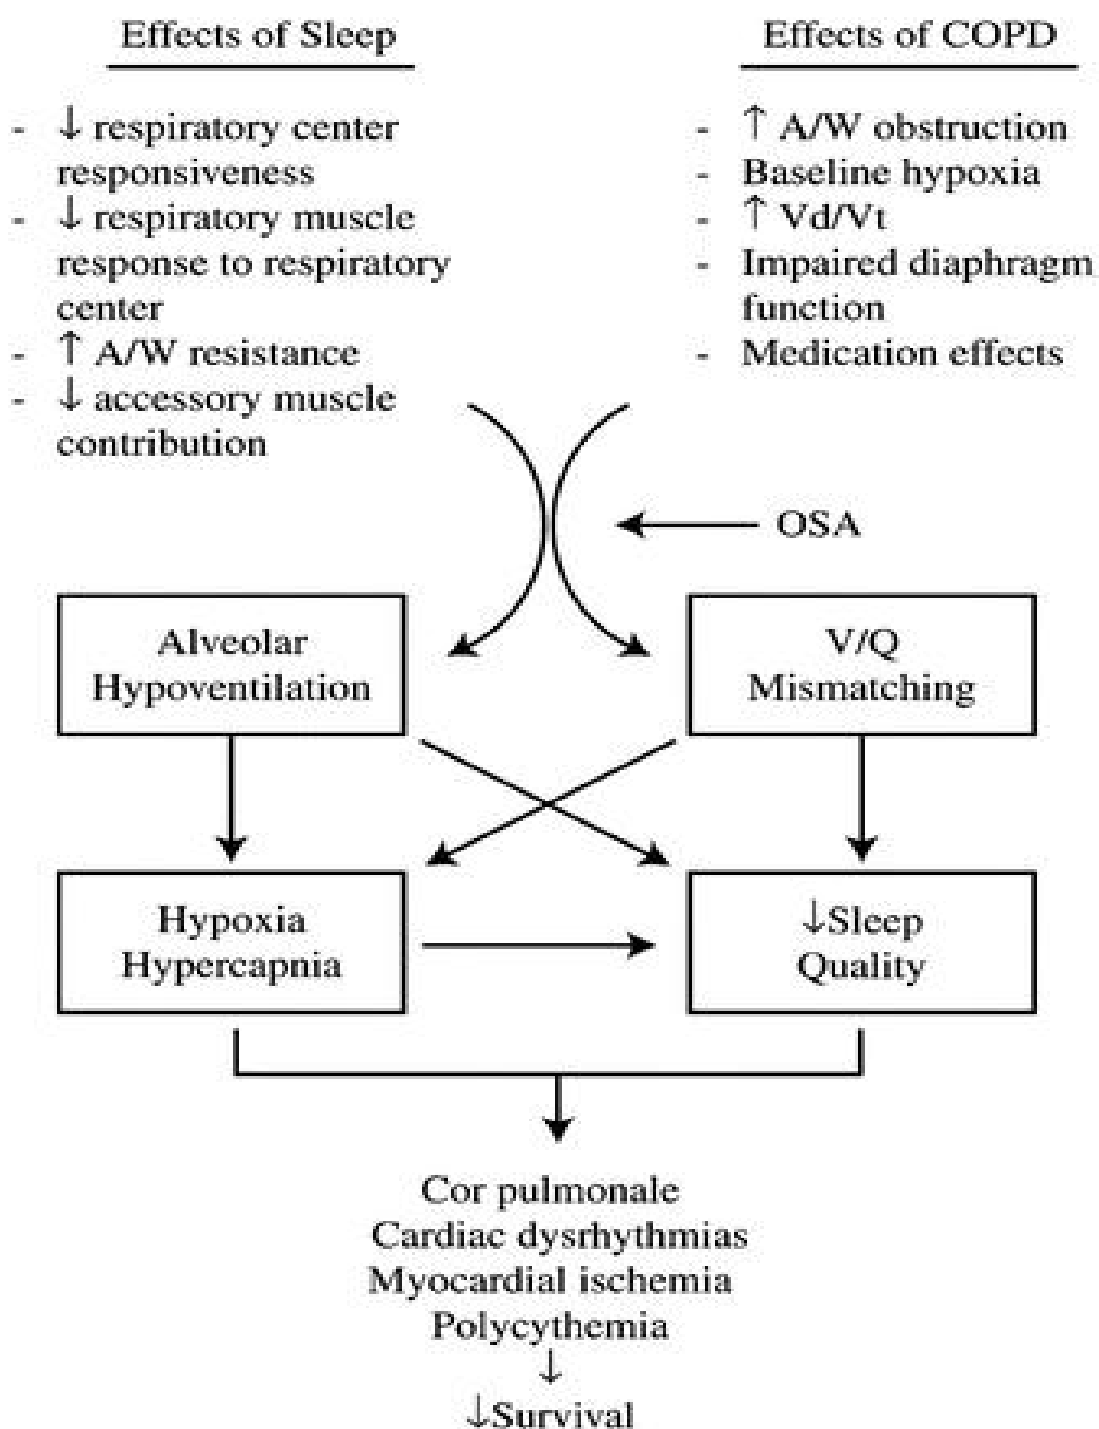 Effects of Sleep
- ↓ respiratory center
responsiveness
- ↓ respiratory muscle
response to respiratory
center
- ↑ A/W resistance
- ↓ accessory muscle
contribution
Effects of COPD
- ↑ A/W obstruction
- Baseline hypoxia
- ↑ Vd/Vt
- Impaired diaphragm
function
- Medication effects
OSA
Alveolar
Hypoventilation
V/Q
Mismatching
Hypoxia
Hypercapnia
↓Sleep
Quality
Cor pulmonale
Cardiac dysrhythmias
Myocardial ischemia
Polycythemia
↓
↓Survival